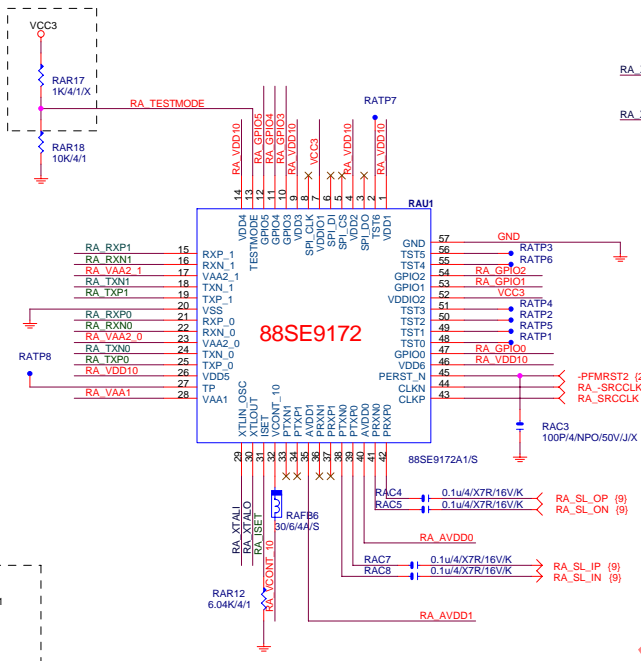 VCC3
RAR17
1K/4/1/X
RA_TESTMODE
RAR18
10K/4/1
RATP7
RA_VDD10
RA_GPIO5
RA_GPIO4
RA_GPIO3
RA_VDD10
VCC3
RA_VDD10
RA_VDD10
14
13
12
11
10
9
8
7
6
5
4
3
2
1
RAU1
VDD4
TESTMODE
GPIO5
GPIO4
GPIO3
VDD3
SPI_CLK
VDDIO1
SPI_DI
SPI_CS
VDD2
SPI_DO
TST6
VDD1
RA_RXP1 15 RXP_1
RA_RXN1 16 RXN_1
RA_VAA2_1 17 VAA2_1
RA_TXN1 18 TXN_1
RA_TXP1 19 TXP_1
20 VSS
RA_RXP0 21 RXP_0
RA_RXN0 22 RXN_0
RA_VAA2_0 23 VAA2_0
RA_TXN0 24 TXN_0
RA_TXP0 25 TXP_0
RA_VDD10 26 VDD5
RATP8
27 TP
RA_VAA1 28 VAA1
88SE9172
GND 57 GND
TST5 56 RATP3
TST4 55 RATP6
GPIO2 54 RA_GPIO2
GPIO1 53 RA_GPIO1
VDDIO2 52 VCC3
TST3 51 RATP4
TST2 50 RATP2
TST1 49 RATP5
TST0 48 RATP1
GPIO0 47 RA_GPIO0
VDD6 46 RA_VDD10
PERST_N 45 -PFMRST2 {2
CLKN 44 RA_-SRCCLK
CLKP 43 RA_SRCCLK
RAC3
100P/4/NPO/50V/J/X
XTLIN_OSC
XTLOUT
ISET
VCONT_10
PTXN1
PTXP1
AVDD1
PRXN1
PRXP1
PTXN0
PTXP0
AVDD0
PRXN0
PRXP0
29
30
31
32
33
34
35
36
37
38
39
40
41
42
88SE9172A1/S
RA_XTALI
RA_XTALO
RA_ISET
RA_VCONT_10
RAFB6
30/6/4A/S
RAR12
6.04K/4/1
RAC4 0.1u/4/X7R/16V/K RA_SL_OP {9}
RAC5 0.1u/4/X7R/16V/K RA_SL_ON {9}
RA_AVDD0
RAC7 0.1u/4/X7R/16V/K RA_SL_IP {9}
RAC8 0.1u/4/X7R/16V/K RA_SL_IN {9}
RA_AVDD1